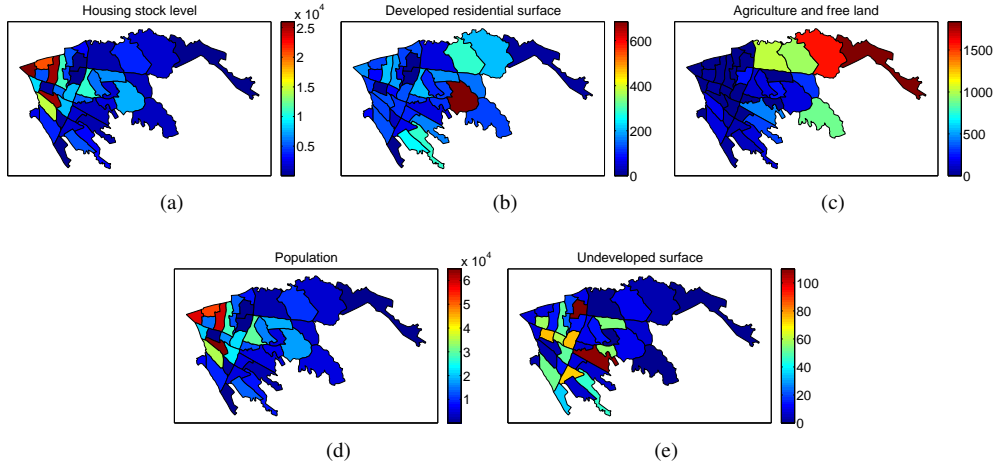 Housing stock level
x 10^4
2.5
2
1.5
1
0.5
(a)
Developed residential surface
600
400
200
0
(b)
Agriculture and free land
1500
1000
500
0
(c)
Population
x 10^4
6
5
4
3
2
1
(d)
Undeveloped surface
100
80
60
40
20
0
(e)